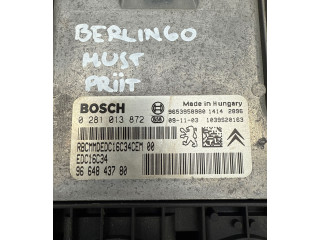 BERLINGO
MUST
PRIIT
Made in Hungary
BOSCH 9653958980 1414 2896
0 281 013 872 09-11-03 1039S20163
RBCMMDEDC16C34CEM 00
EDC16C34
96 648 437 80